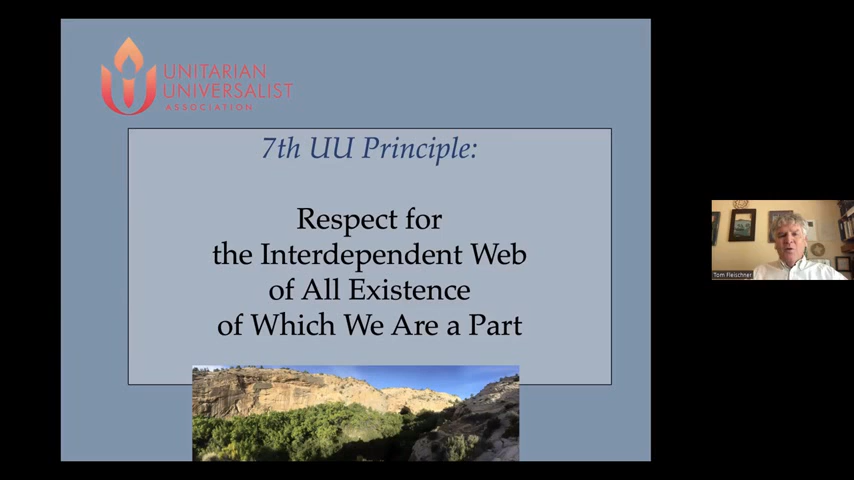 UNITARIAN
UNIVERSALIST
ASSOCIATION
7th UU Principle:
Respect for
the Interdependent Web
of All Existence
of Which We Are a Part
Tom Fleischner